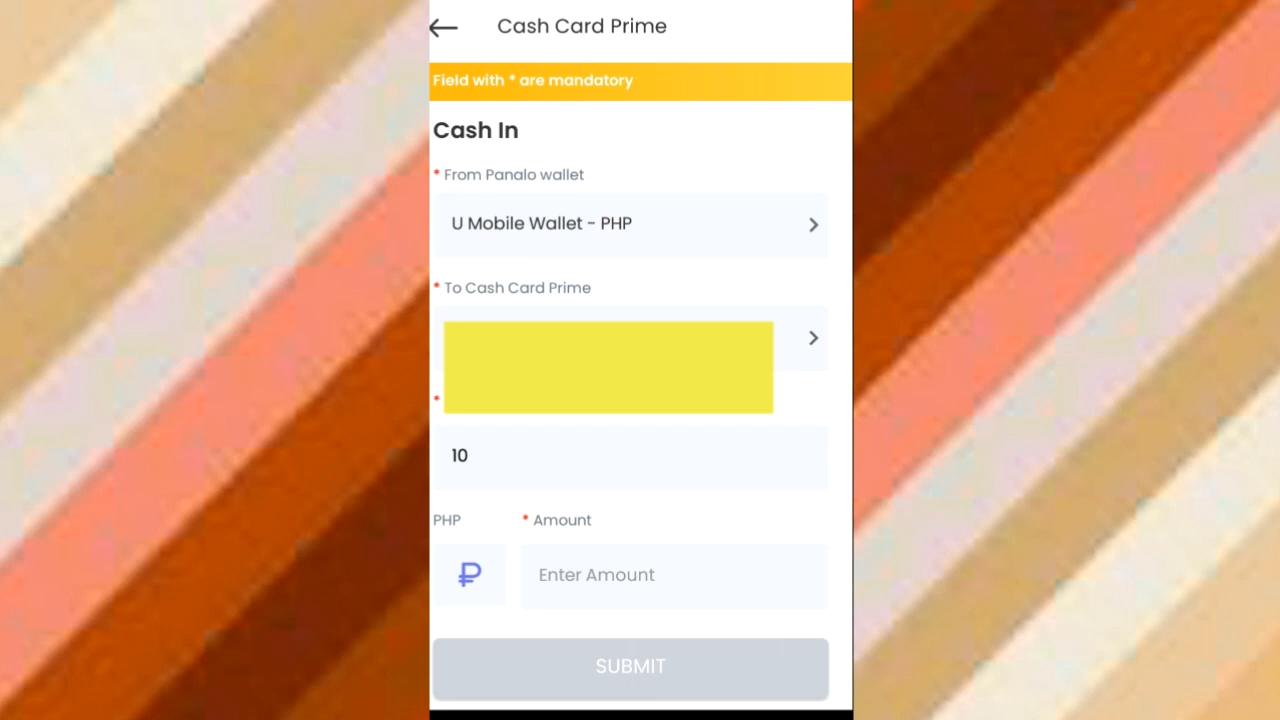 Cash Card Prime
Field with * are mandatory
Cash In
* From Panalo wallet
U Mobile Wallet - PHP
* To Cash Card Prime
*
10
PHP * Amount
₽ Enter Amount
SUBMIT